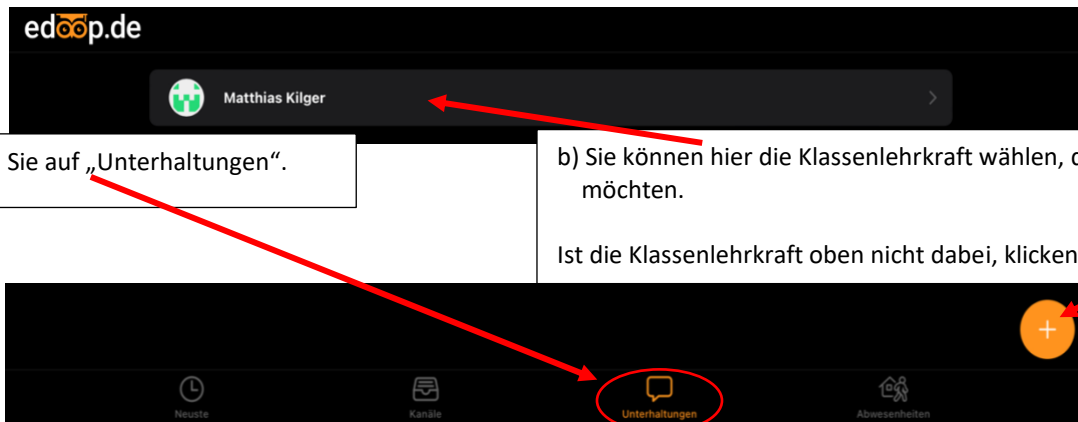 edoop.de
Matthias Kilger
Sie auf „Unterhaltungen“.
b) Sie können hier die Klassenlehrkraft wählen,
möchten.
Ist die Klassenlehrkraft oben nicht dabei, klicken
Neuste
Kanäle
Unterhaltungen
Abwesenheiten